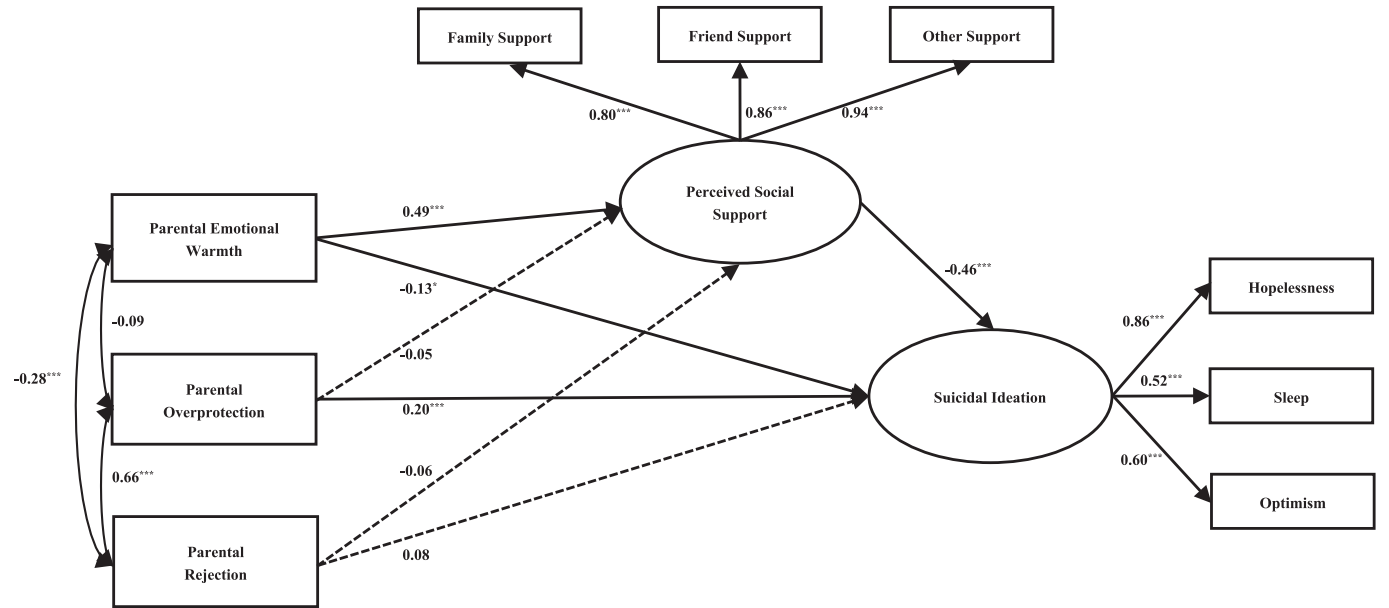 Family Support
Friend Support
Other Support
0.80***
0.86***
0.94***
Perceived Social
Support
Parental Emotional
Warmth
0.49***
-0.13*
-0.46***
-0.09
-0.28***
Parental
Overprotection
-0.05
0.20***
Suicidal Ideation
Hopelessness
0.86***
0.52***
Sleep
0.60***
Optimism
0.66***
-0.06
Parental
Rejection
0.08